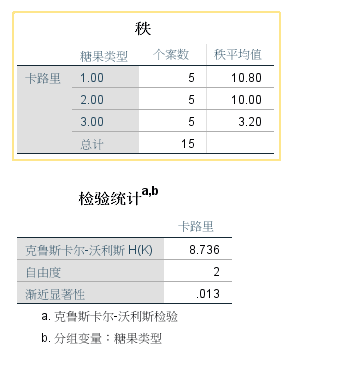 秩
糖果类型 个案数 秩平均值
卡路里 1.00 5 10.80
2.00 5 10.00
3.00 5 3.20
总计 15
检验统计a,b
卡路里
克鲁斯卡尔-沃利斯 H(K) 8.736
自由度 2
渐近显著性 .013
a. 克鲁斯卡尔-沃利斯检验
b. 分组变量：糖果类型